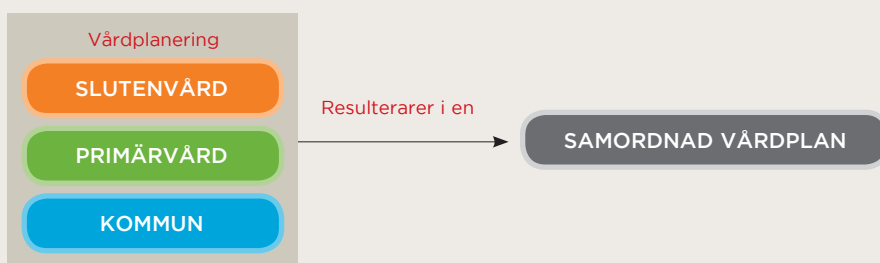 Vårdplanering
SLUTENVÅRD
PRIMÄRVÅRD
KOMMUN
Resulterarer i en
SAMORDNAD VÅRDPLAN